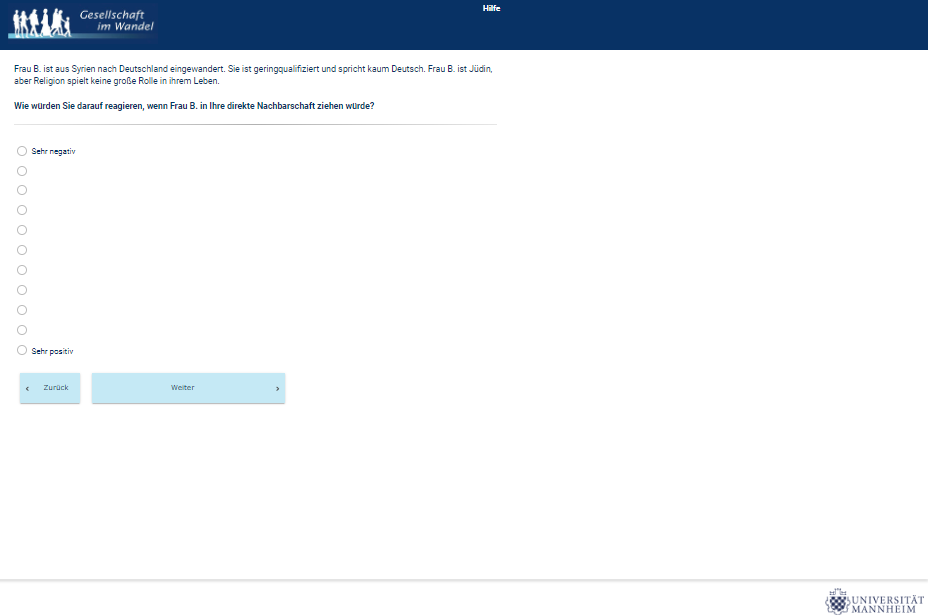 Gesellschaft
im Wandel
Hilfe
Frau B. ist aus Syrien nach Deutschland eingewandert. Sie ist geringqualifiziert und spricht kaum Deutsch. Frau B. ist Jüdin,
aber Religion spielt keine große Rolle in ihrem Leben.
Wie würden Sie darauf reagieren, wenn Frau B. in Ihre direkte Nachbarschaft ziehen würde?
Sehr negativ
Sehr positiv
‹ Zurück
Weiter ›
UNIVERSITÄT
MANNHEIM